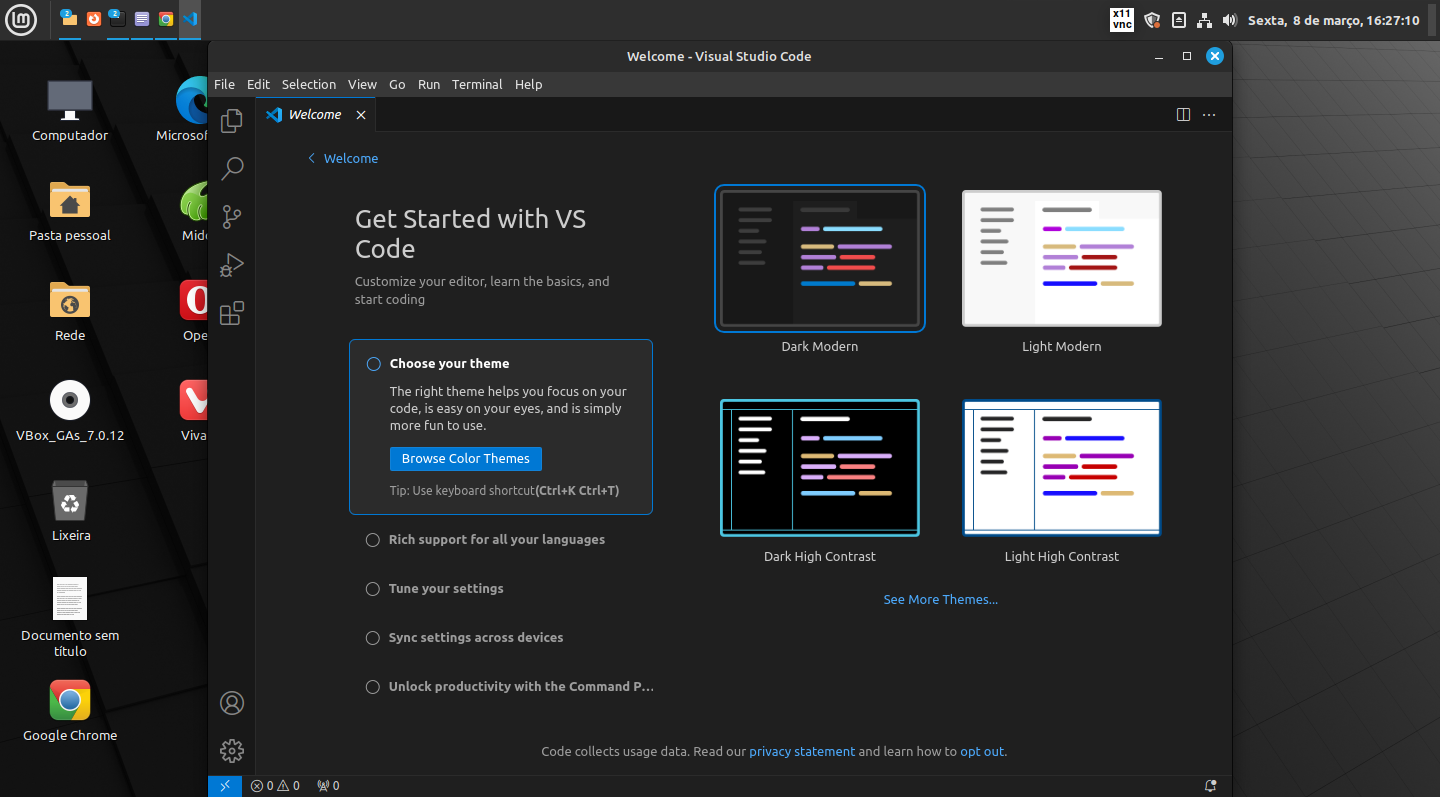 2
2
x11
vnc
Sexta, 8 de março, 16:27:10
Computador
Microsof
Pasta pessoal
Mido
Rede
Ope
VBox_GAs_7.0.12
Viva
Lixeira
Documento sem
título
Google Chrome
Welcome - Visual Studio Code
File Edit Selection View Go Run Terminal Help
Welcome
Welcome
Get Started with VS
Code
Customize your editor, learn the basics, and
start coding
Choose your theme
The right theme helps you focus on your
code, is easy on your eyes, and is simply
more fun to use.
Browse Color Themes
Tip: Use keyboard shortcut(Ctrl+K Ctrl+T)
Rich support for all your languages
Tune your settings
Sync settings across devices
Unlock productivity with the Command P...
Dark Modern
Light Modern
Dark High Contrast
Light High Contrast
See More Themes...
Code collects usage data. Read our privacy statement and learn how to opt out.
0 0 0